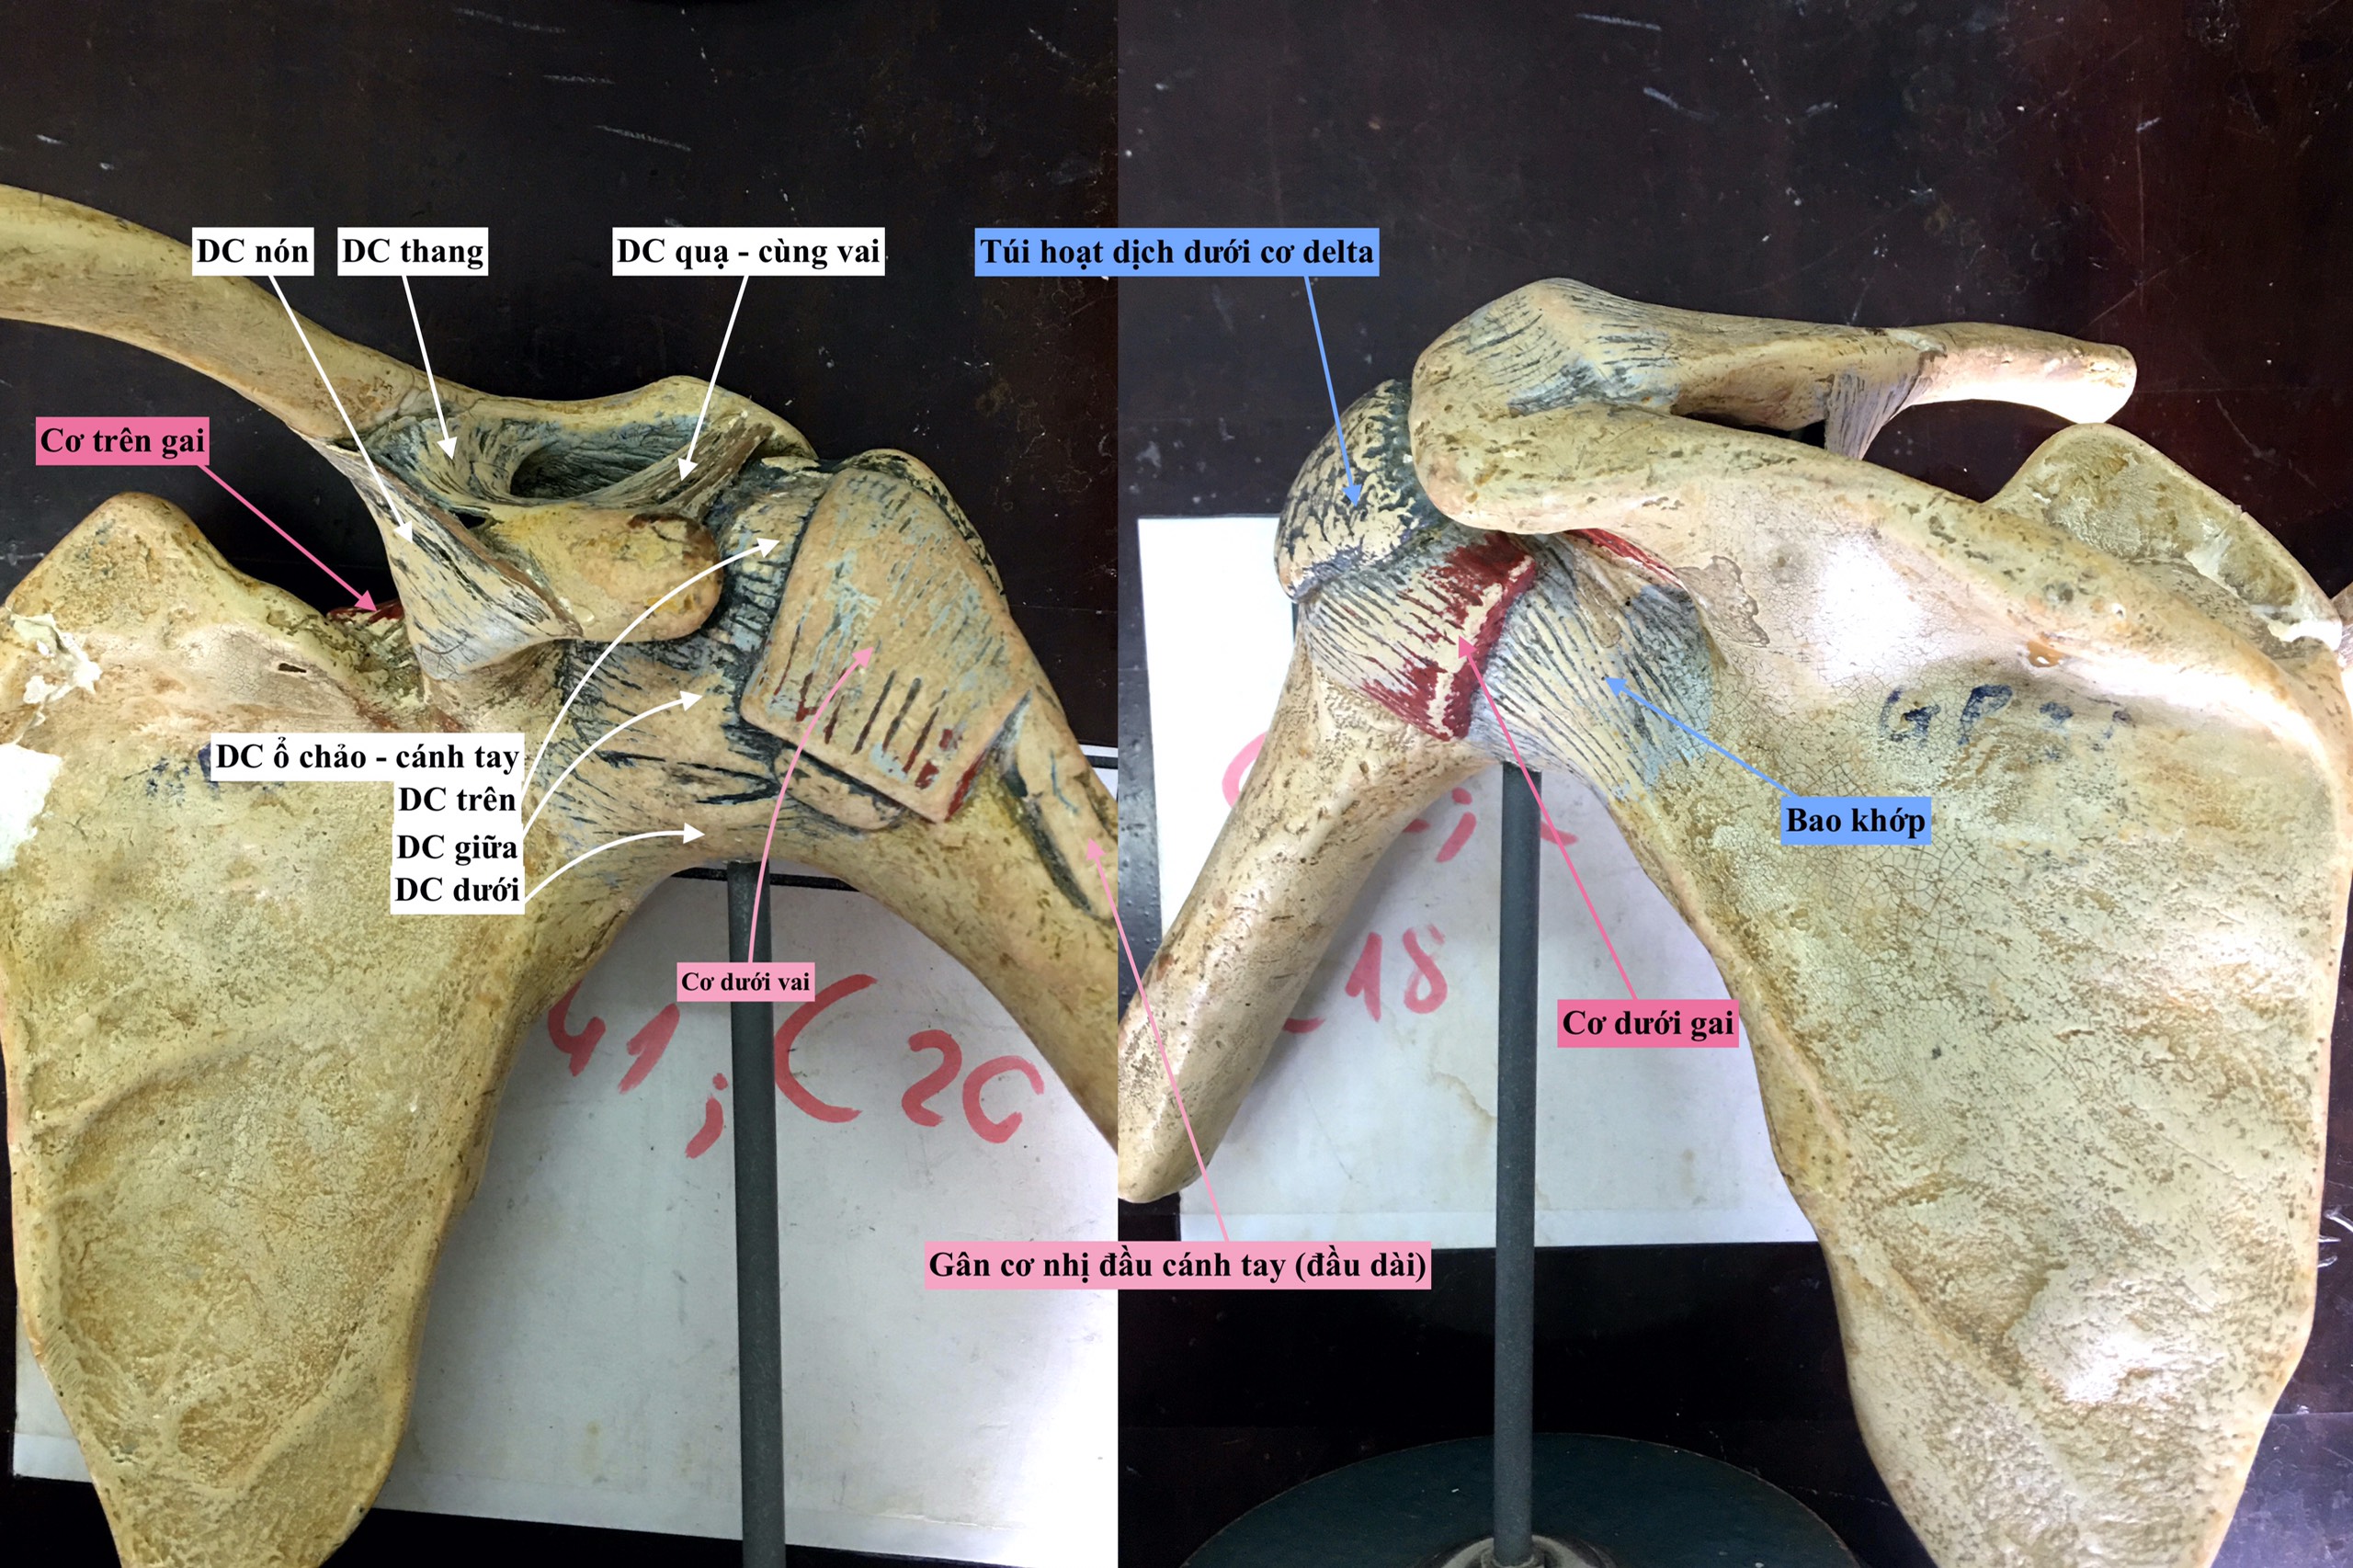 DC nón
DC thang
DC quạ - cùng vai
Túi hoạt dịch dưới cơ delta
Cơ trên gai
DC ổ chảo - cánh tay
DC trên
DC giữa
DC dưới
Bao khớp
Cơ dưới vai
Cơ dưới gai
18
Gân cơ nhị đầu cánh tay (đầu dài)